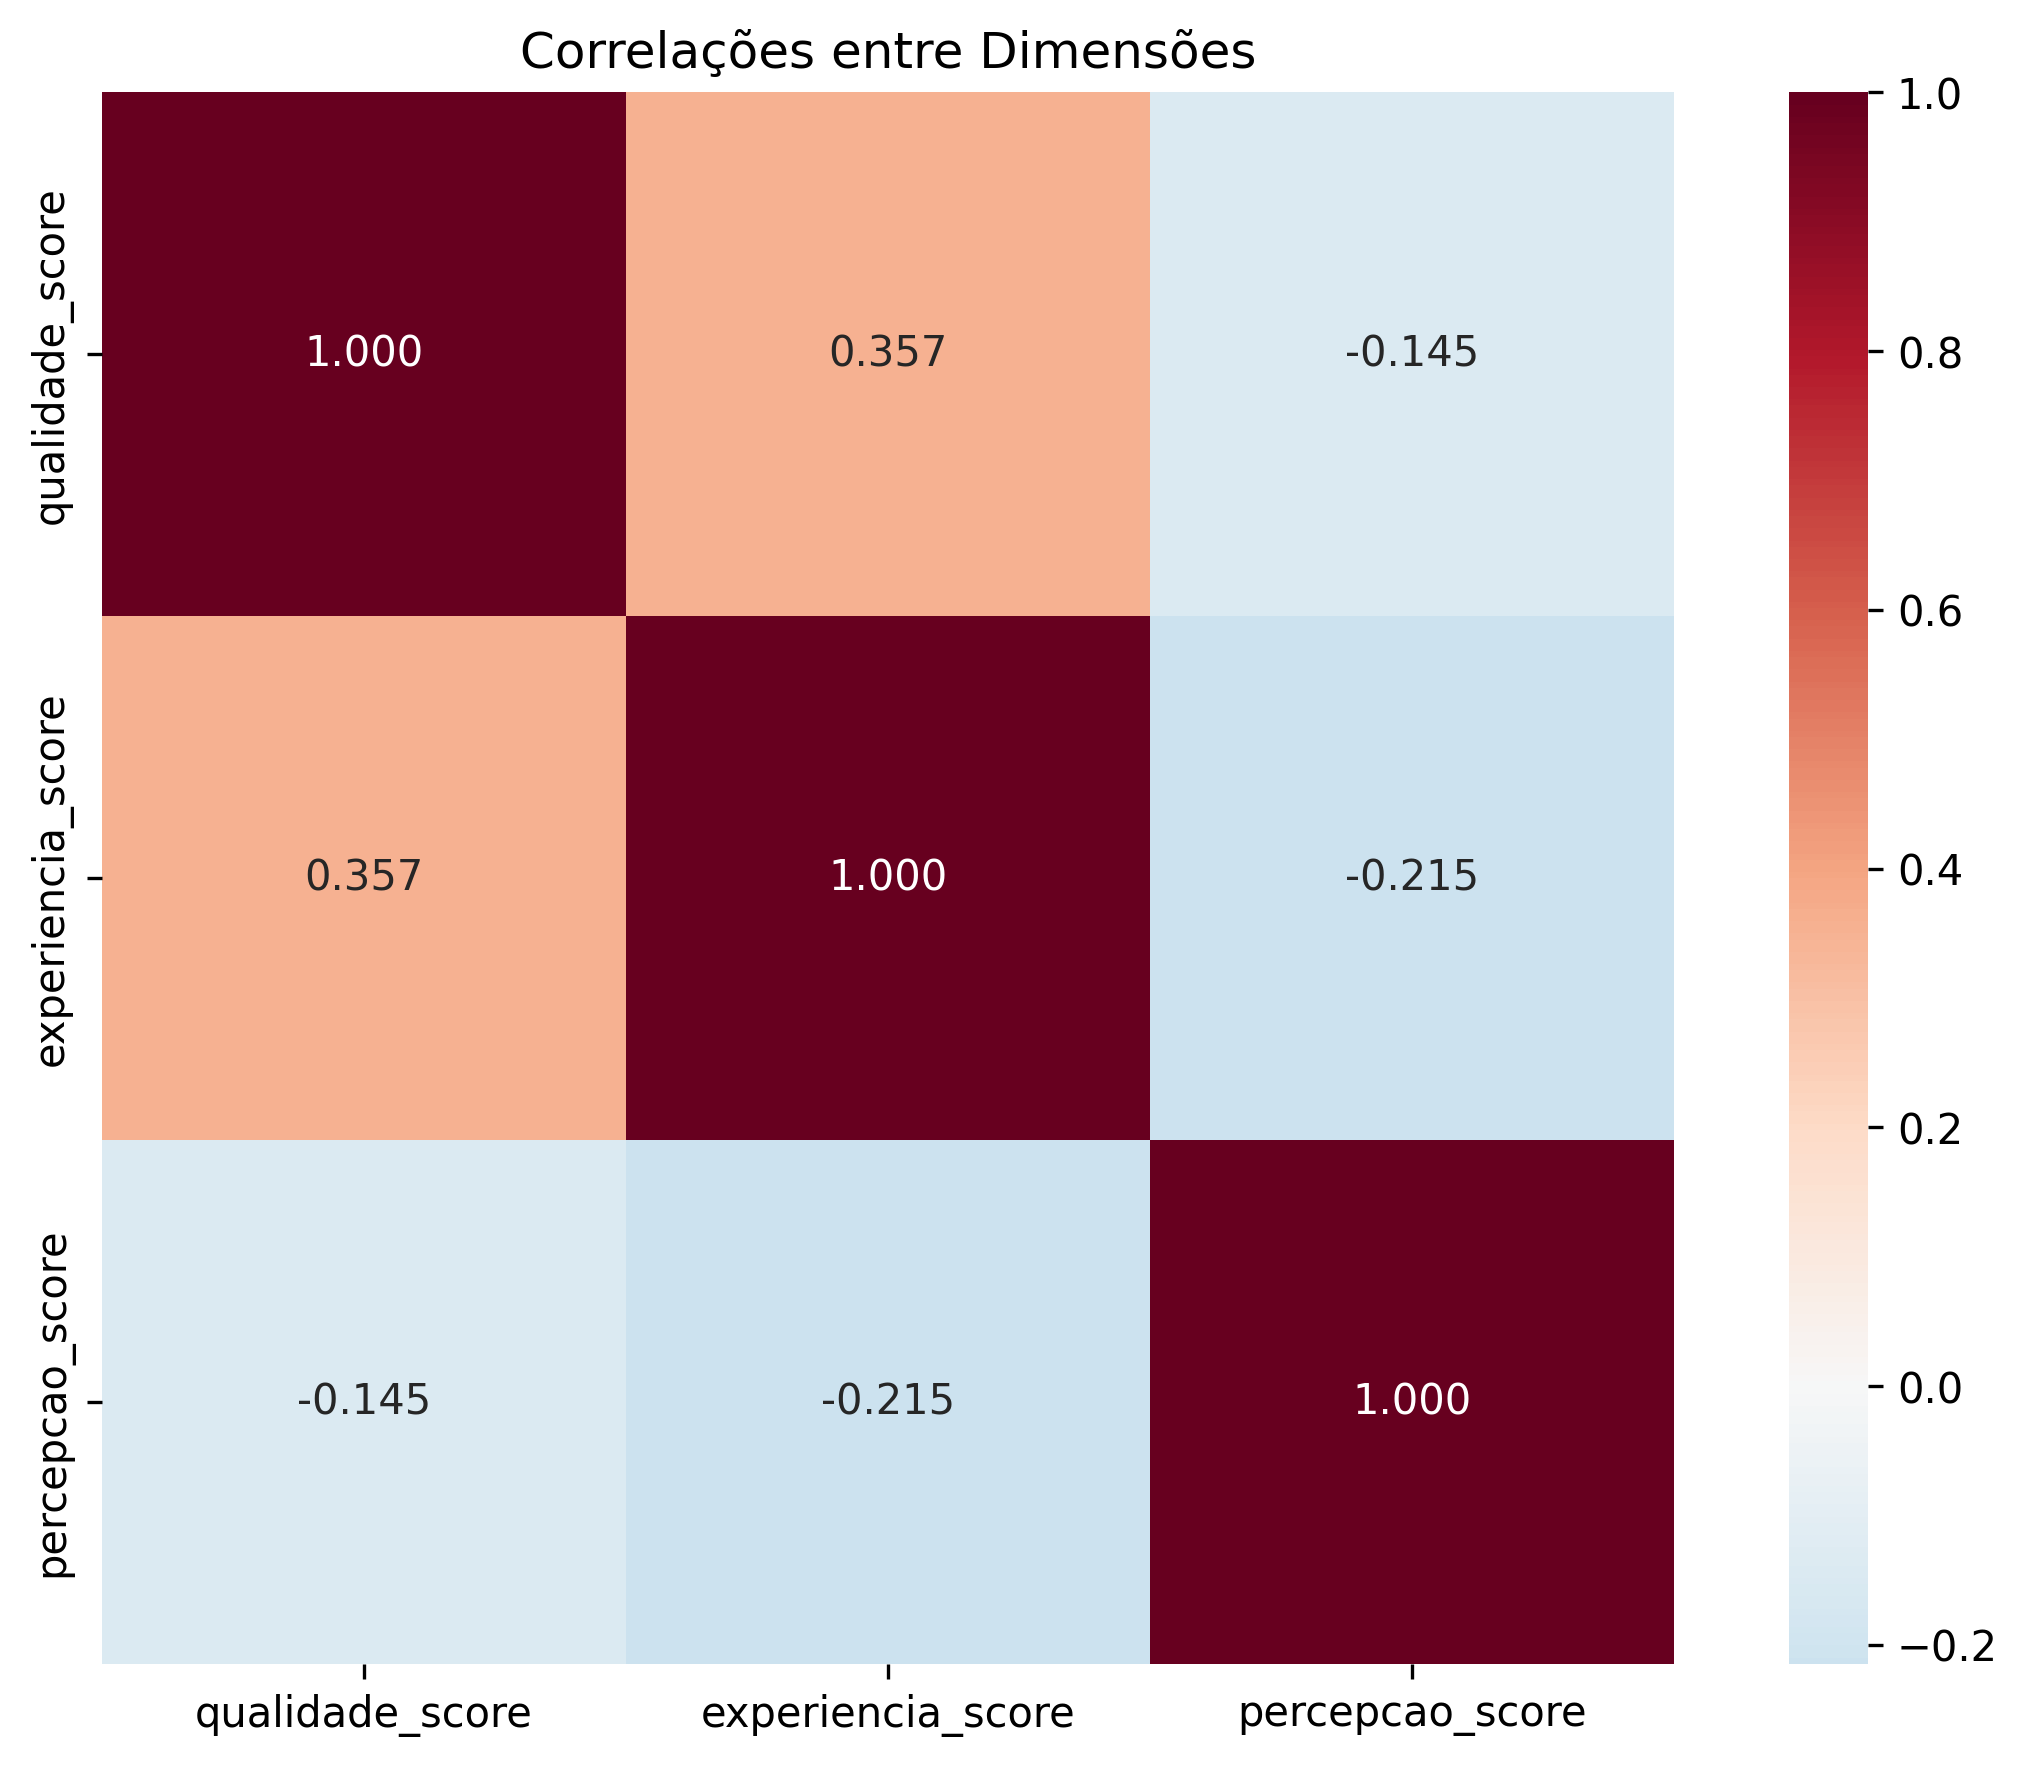 Correlações entre Dimensões
qualidade_score
experiencia_score
percepcao_score
1.000 0.357 -0.145
0.357 1.000 -0.215
-0.145 -0.215 1.000
qualidade_score experiencia_score percepcao_score
1.0
0.8
0.6
0.4
0.2
0.0
−0.2